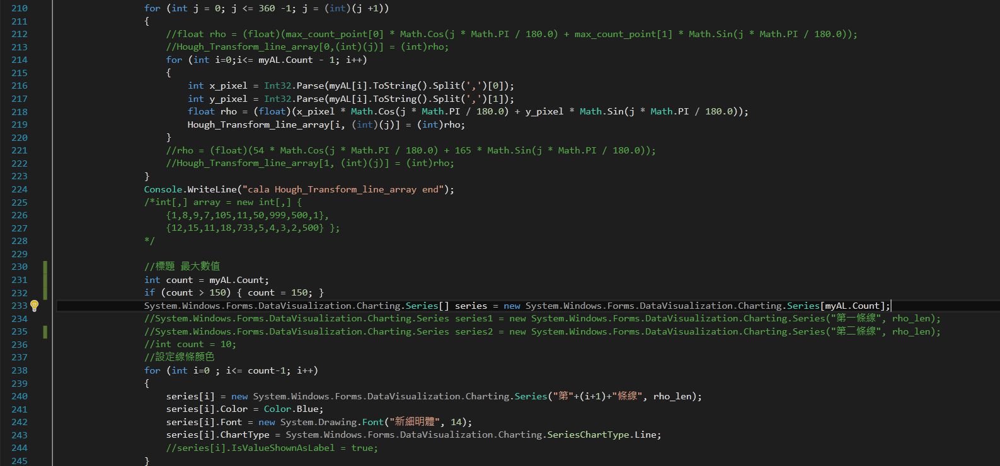 210 for (int j = 0; j <= 360 -1; j = (int)(j +1))
211 {
212 //float rho = (float)(max_count_point[0] * Math.Cos(j * Math.PI / 180.0) + max_count_point[1] * Math.Sin(j * Math.PI / 180.0));
213 //Hough_Transform_line_array[0,(int)(j)] = (int)rho;
214 for (int i=0;i<= myAL.Count - 1; i++)
215 {
216 int x_pixel = Int32.Parse(myAL[i].ToString().Split(',')[0]);
217 int y_pixel = Int32.Parse(myAL[i].ToString().Split(',')[1]);
218 float rho = (float)(x_pixel * Math.Cos(j * Math.PI / 180.0) + y_pixel * Math.Sin(j * Math.PI / 180.0));
219 Hough_Transform_line_array[i, (int)(j)] = (int)rho;
220 }
221 //rho = (float)(54 * Math.Cos(j * Math.PI / 180.0) + 165 * Math.Sin(j * Math.PI / 180.0));
222 //Hough_Transform_line_array[1, (int)(j)] = (int)rho;
223 }
224 Console.WriteLine("cala Hough_Transform_line_array end");
225 /*int[,] array = new int[,] {
226 {1,8,9,7,105,11,50,999,500,1},
227 {12,15,11,18,733,5,4,3,2,500} };
228 */
229
230 //標題 最大數值
231 int count = myAL.Count;
232 if (count > 150) { count = 150; }
233 System.Windows.Forms.DataVisualization.Charting.Series[] series = new System.Windows.Forms.DataVisualization.Charting.Series[myAL.Count];
234 //System.Windows.Forms.DataVisualization.Charting.Series series1 = new System.Windows.Forms.DataVisualization.Charting.Series("第一條線", rho_len);
235 //System.Windows.Forms.DataVisualization.Charting.Series series2 = new System.Windows.Forms.DataVisualization.Charting.Series("第二條線", rho_len);
236 //int count = 10;
237 //設定線條顏色
238 for (int i=0 ; i<= count-1; i++)
239 {
240 series[i] = new System.Windows.Forms.DataVisualization.Charting.Series("第"+(i+1)+"條線", rho_len);
241 series[i].Color = Color.Blue;
242 series[i].Font = new System.Drawing.Font("新細明體", 14);
243 series[i].ChartType = System.Windows.Forms.DataVisualization.Charting.SeriesChartType.Line;
244 //series[i].IsValueShownAsLabel = true;
245 }